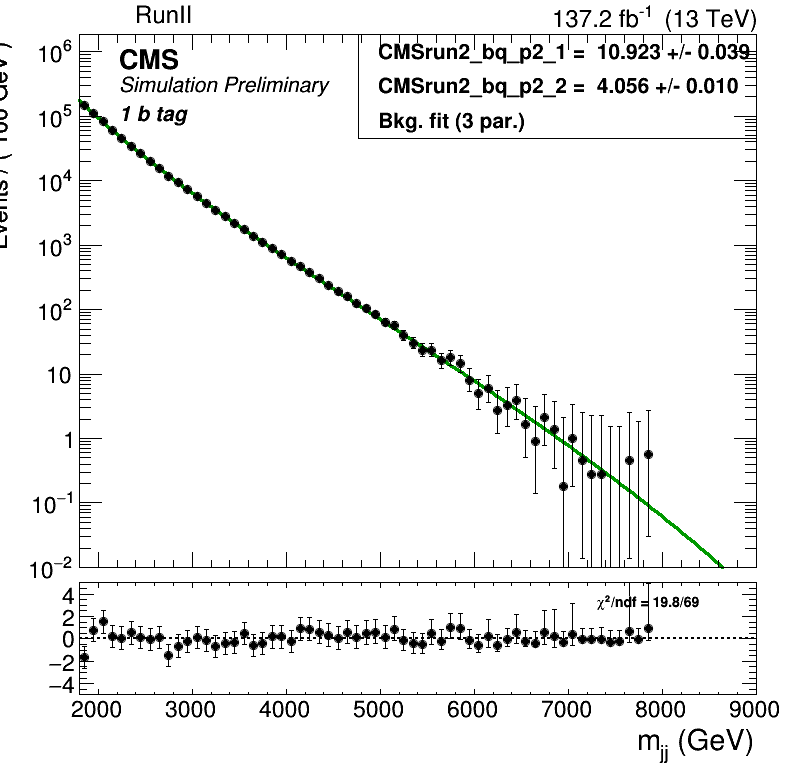 RunII
137.2 fb⁻¹ (13 TeV)
CMS
Simulation Preliminary
1 b tag
CMSrun2_bq_p2_1 = 10.923 +/- 0.039
CMSrun2_bq_p2_2 = 4.056 +/- 0.010
Bkg. fit (3 par.)
Events / ( 100 GeV )
10⁶
10⁵
10⁴
10³
10²
10
1
10⁻¹
10⁻²
χ²/ndf = 19.8/69
4
2
0
−2
−4
2000 3000 4000 5000 6000 7000 8000 9000
m_jj (GeV)